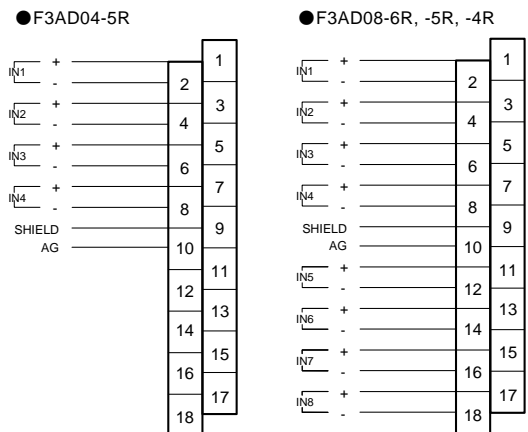 ●F3AD04-5R
IN1 + 1
- 2
IN2 + 3
- 4
IN3 + 5
- 6
IN4 + 7
- 8
SHIELD 9
AG 10
11
12
13
14
15
16
17
18
●F3AD08-6R, -5R, -4R
IN1 + 1
- 2
IN2 + 3
- 4
IN3 + 5
- 6
IN4 + 7
- 8
SHIELD 9
AG 10
IN5 + 11
- 12
IN6 + 13
- 14
IN7 + 15
- 16
IN8 + 17
- 18